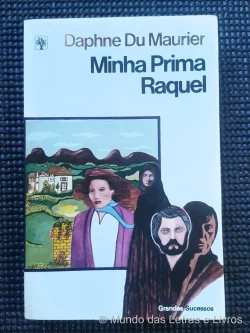 Daphne Du Maurier
Minha Prima
Raquel
Grandes Sucessos
© Mundo das Letras e Livros